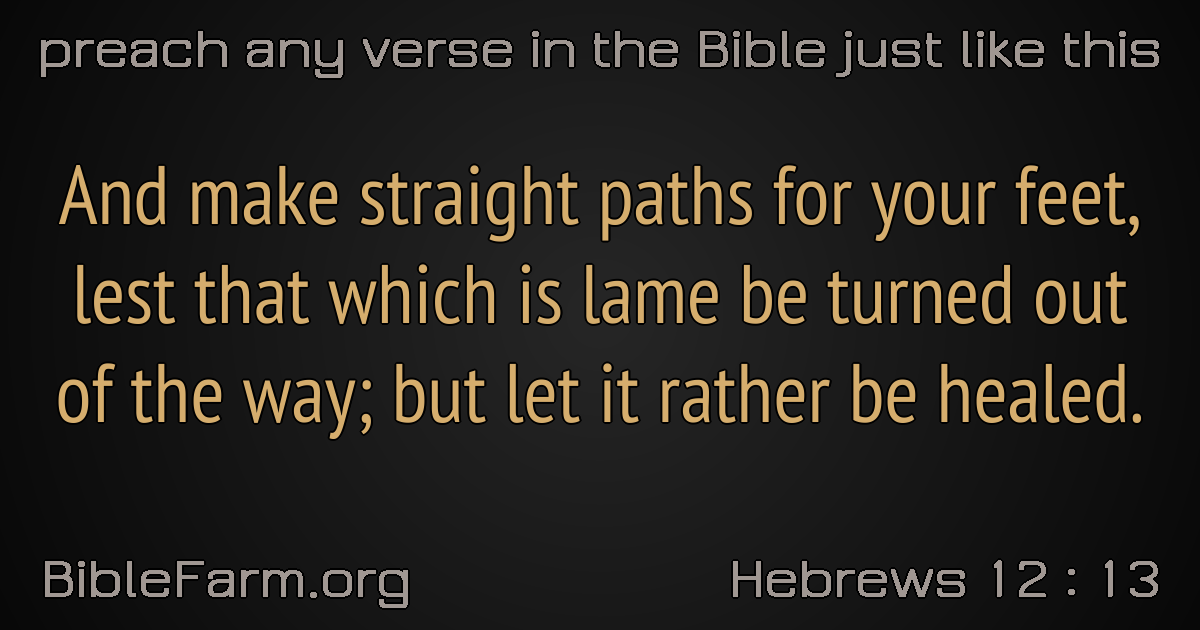 preach any verse in the Bible just like this
And make straight paths for your feet,
lest that which is lame be turned out
of the way; but let it rather be healed.
BibleFarm.org
Hebrews 12 : 13